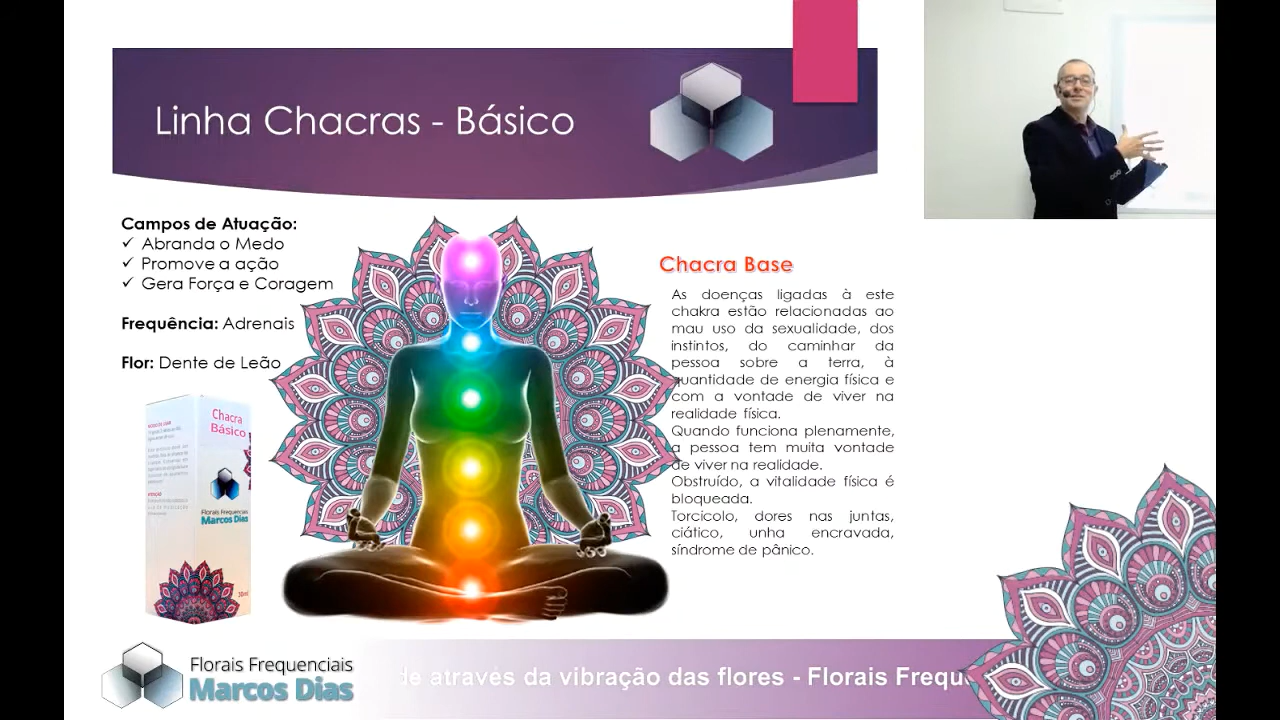 Linha Chacras - Básico
Campos de Atuação:
✓ Abranda o Medo
✓ Promove a ação
✓ Gera Força e Coragem
Frequência: Adrenais
Flor: Dente de Leão
Chacra
Básico
Florais Frequenciais
Marcos Dias
30ml
Chacra Base
As doenças ligadas à este
chakra estão relacionadas ao
mau uso da sexualidade, dos
instintos, do caminhar da
pessoa sobre a terra, à
quantidade de energia física e
com a vontade de viver na
realidade física.
Quando funciona plenamente,
a pessoa tem muita vontade
de viver na realidade.
Obstruído, a vitalidade física é
bloqueada.
Torcicolo, dores nas juntas,
ciático, unha encravada,
síndrome de pânico.
Florais Frequenciais
Marcos Dias
de através da vibração das flores - Florais Frequ